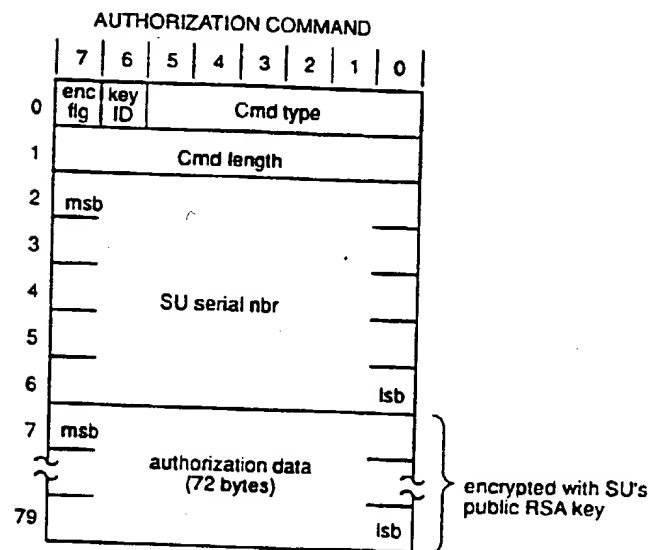 AUTHORIZATION COMMAND
7 6 5 4 3 2 1 0
0 enc flg key ID Cmd type
1 Cmd length
2 msb
3
4 SU serial nbr
5
6 lsb
7 msb
authorization data
(72 bytes)
encrypted with SU's
public RSA key
79 lsb